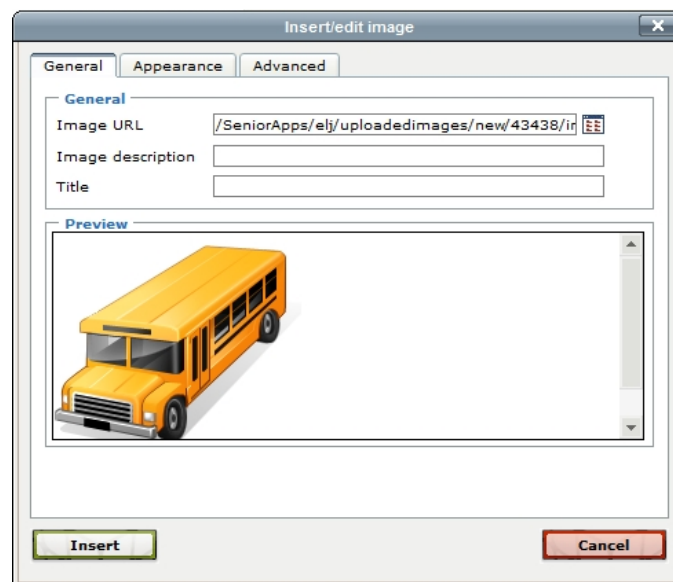 Insert/edit image
General Appearance Advanced
General
Image URL /SeniorApps/elj/uploadedimages/new/43438/ir
Image description
Title
Preview
Insert Cancel